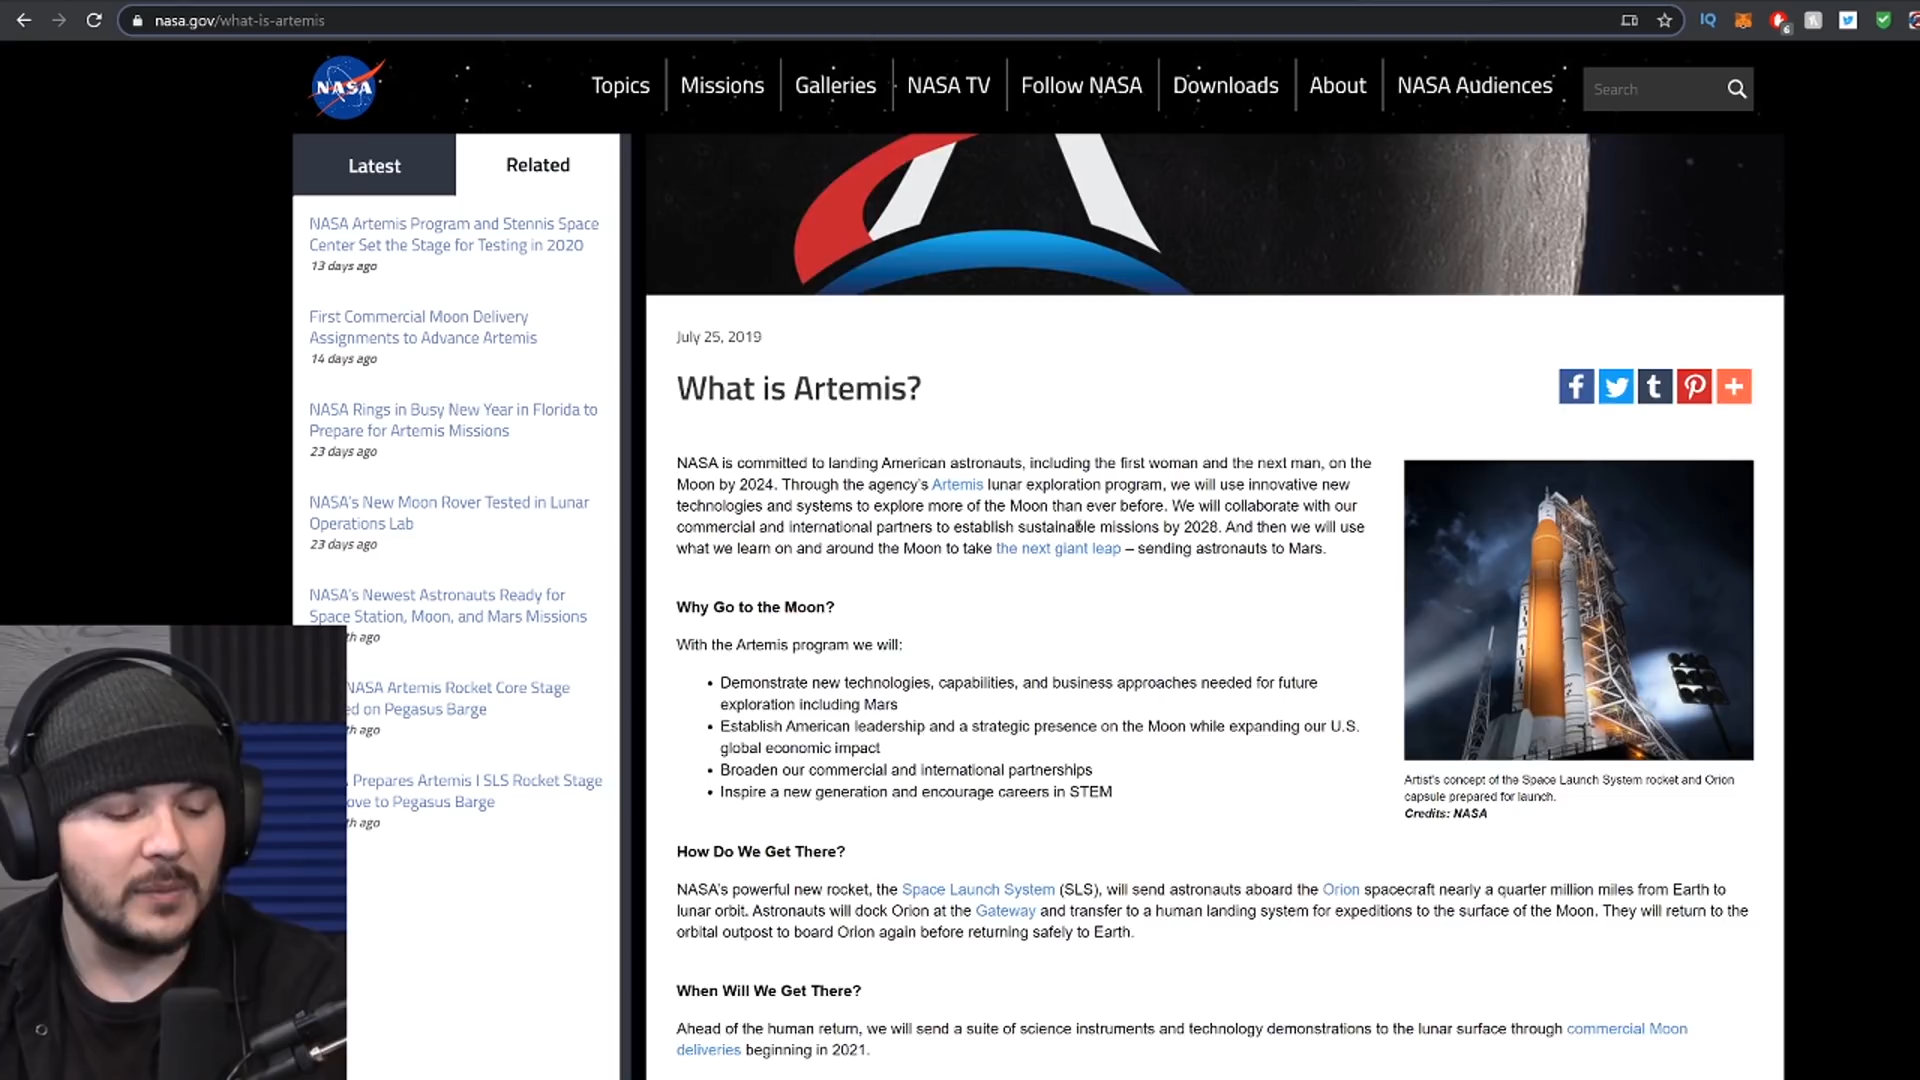 nasa.gov/what-is-artemis
IQ
6
NASA
Topics
Missions
Galleries
NASA TV
Follow NASA
Downloads
About
NASA Audiences
Search
Latest
Related
NASA Artemis Program and Stennis Space
Center Set the Stage for Testing in 2020
13 days ago
First Commercial Moon Delivery
Assignments to Advance Artemis
14 days ago
NASA Rings in Busy New Year in Florida to
Prepare for Artemis Missions
23 days ago
NASA's New Moon Rover Tested in Lunar
Operations Lab
23 days ago
NASA's Newest Astronauts Ready for
Space Station, Moon, and Mars Missions
ago
NASA Artemis Rocket Core Stage
on Pegasus Barge
ago
Prepares Artemis I SLS Rocket Stage
to Pegasus Barge
ago
July 25, 2019
What is Artemis?
NASA is committed to landing American astronauts, including the first woman and the next man, on the
Moon by 2024. Through the agency's Artemis lunar exploration program, we will use innovative new
technologies and systems to explore more of the Moon than ever before. We will collaborate with our
commercial and international partners to establish sustainable missions by 2028. And then we will use
what we learn on and around the Moon to take the next giant leap – sending astronauts to Mars.
Why Go to the Moon?
With the Artemis program we will:
• Demonstrate new technologies, capabilities, and business approaches needed for future
exploration including Mars
• Establish American leadership and a strategic presence on the Moon while expanding our U.S.
global economic impact
• Broaden our commercial and international partnerships
• Inspire a new generation and encourage careers in STEM
Artist's concept of the Space Launch System rocket and Orion
capsule prepared for launch.
Credits: NASA
How Do We Get There?
NASA's powerful new rocket, the Space Launch System (SLS), will send astronauts aboard the Orion spacecraft nearly a quarter million miles from Earth to
lunar orbit. Astronauts will dock Orion at the Gateway and transfer to a human landing system for expeditions to the surface of the Moon. They will return to the
orbital outpost to board Orion again before returning safely to Earth.
When Will We Get There?
Ahead of the human return, we will send a suite of science instruments and technology demonstrations to the lunar surface through commercial Moon
deliveries beginning in 2021.